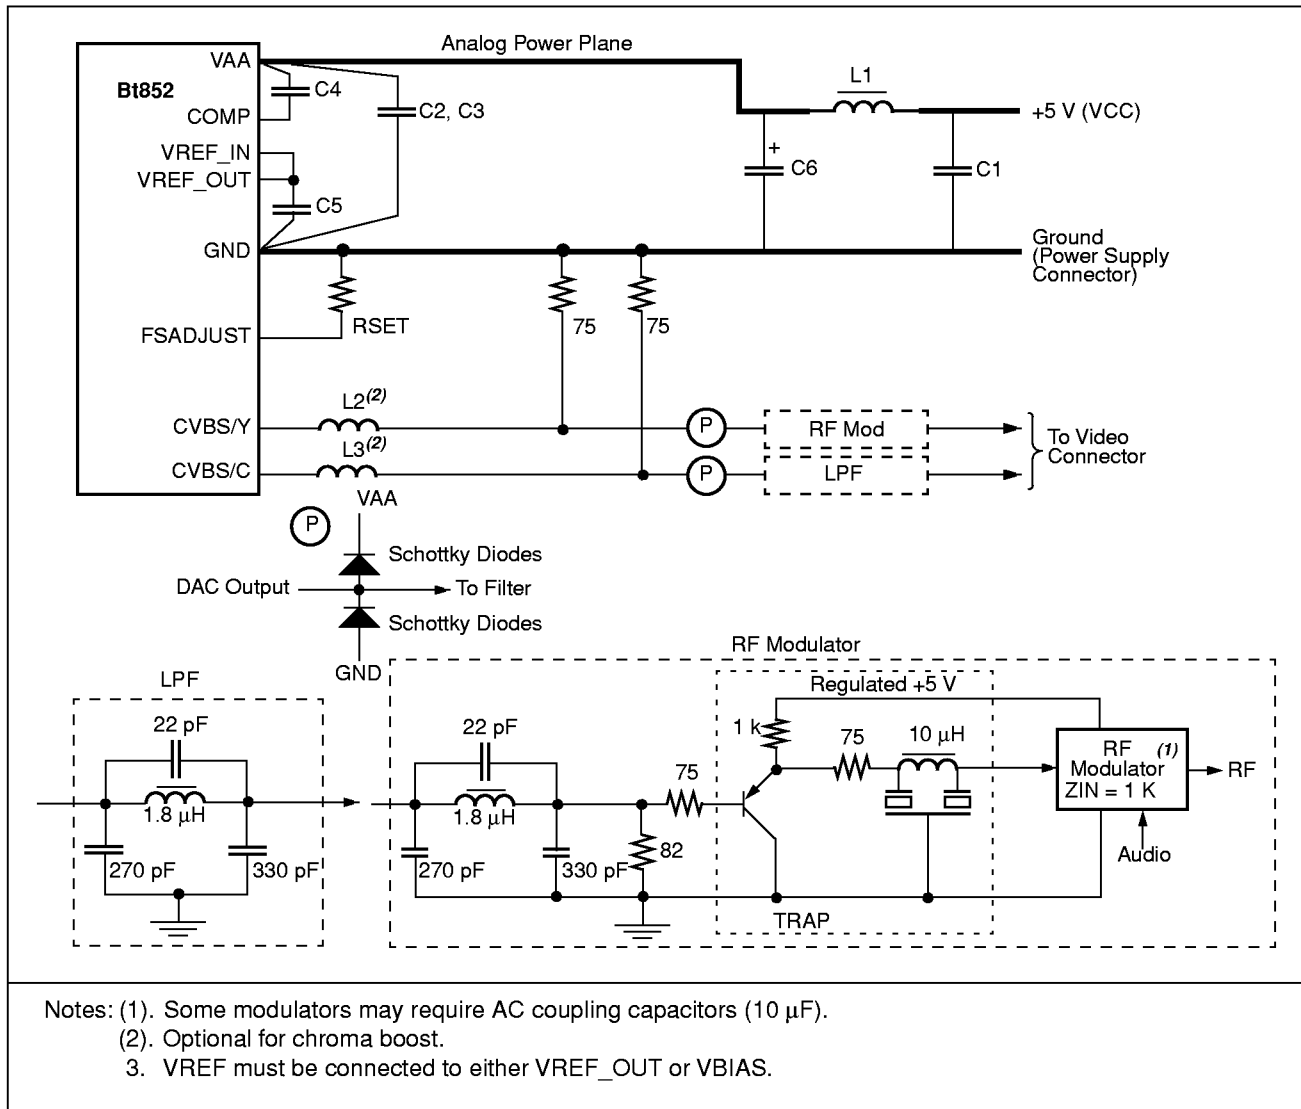 Analog Power Plane
VAA
Bt852
C4
C2, C3
L1
+5 V (VCC)
COMP
VREF_IN
VREF_OUT
C5
+
C6
C1
GND
Ground
(Power Supply
Connector)
RSET
75
75
FSADJUST
L2(2)
CVBS/Y
P
RF Mod
To Video
Connector
L3(2)
CVBS/C
P
LPF
VAA
P
Schottky Diodes
DAC Output
To Filter
Schottky Diodes
GND
RF Modulator
LPF
Regulated +5 V
22 pF
1.8 μH
270 pF
330 pF
22 pF
1.8 μH
270 pF
330 pF
75
82
1 k
75
10 μH
TRAP
RF (1)
Modulator
ZIN = 1 K
RF
Audio
Notes: (1). Some modulators may require AC coupling capacitors (10 μF).
(2). Optional for chroma boost.
3. VREF must be connected to either VREF_OUT or VBIAS.